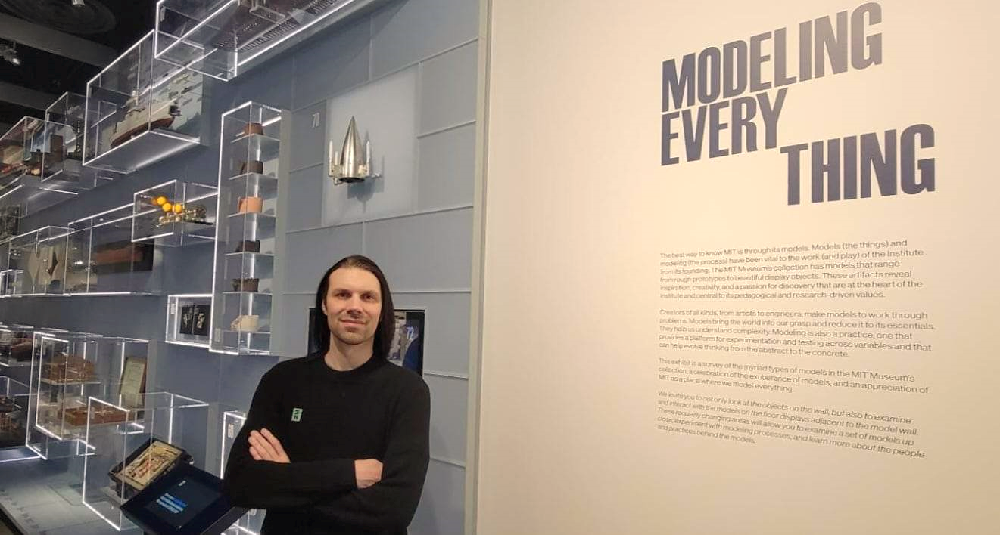 MODELING
EVERY
THING
The best way to know MIT is through its models. Models (the things) and
modeling (the process) have been vital to the work (and play) of the Institute
from its founding. The MIT Museum's collection has models that range
from rough prototypes to beautiful display objects. These artifacts reveal
inspiration, creativity, and a passion for discovery that are at the heart of the
Institute and central to its pedagogical and research-driven values.
Creators of all kinds, from artists to engineers, make models to work through
problems. Models bring the world into our grasp and reduce it to its essentials.
They help us understand complexity. Modeling is also a practice, one that
provides a platform for experimentation and testing across variables and that
can help evolve thinking from the abstract to the concrete.
This exhibit is a survey of the myriad types of models in the MIT Museum's
collection, a celebration of the exuberance of models, and an appreciation of
MIT as a place where we model everything.
We invite you to not only look at the objects on the wall, but also to examine
and interact with the models on the floor displays adjacent to the model wall.
These regularly changing areas will allow you to examine a set of models up
close, experiment with modeling processes, and learn more about the people
and practices behind the models.
70
72
69